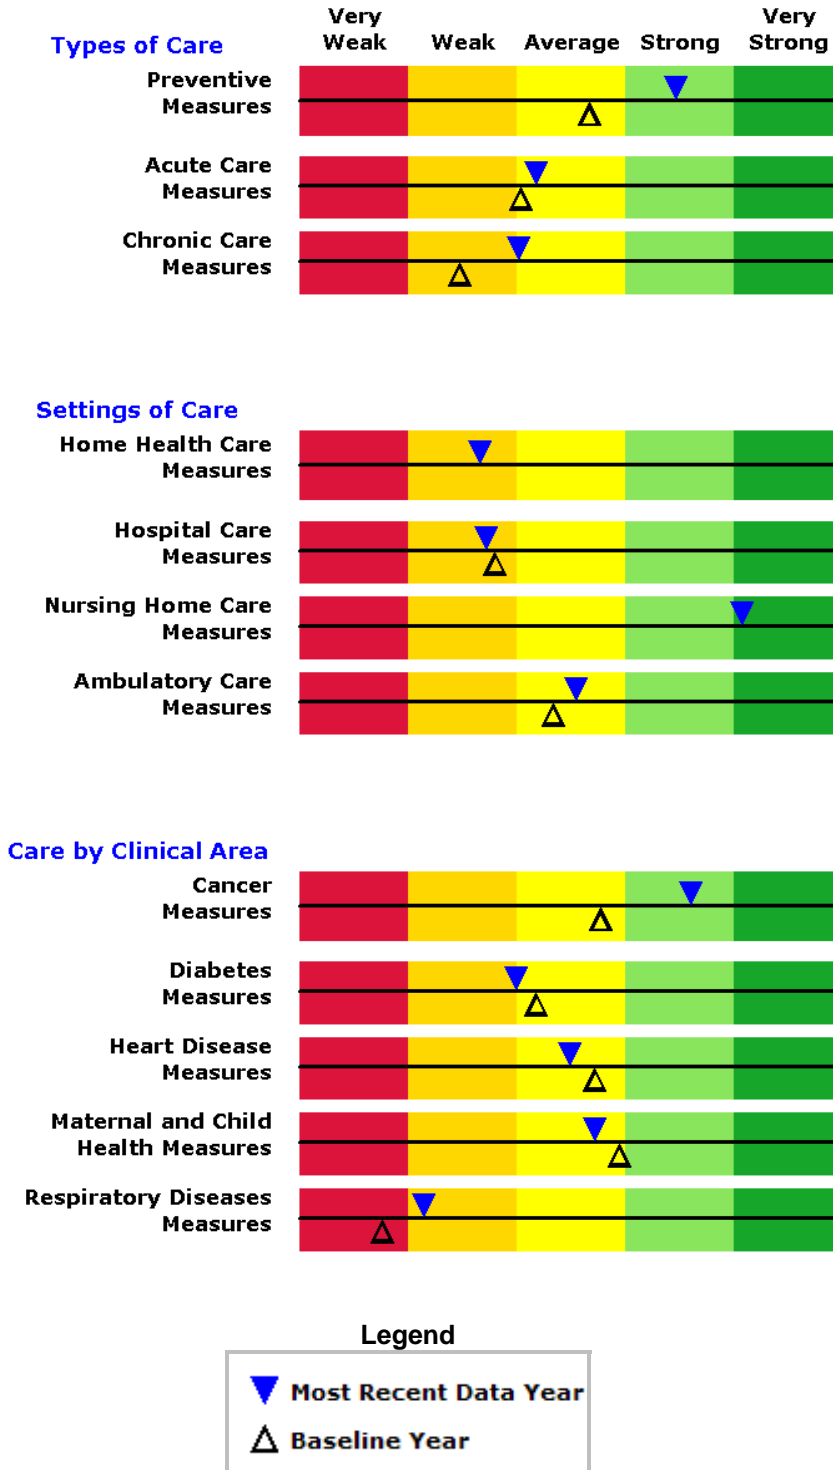 Very
Weak
Weak
Average
Strong
Very
Strong
Types of Care
Preventive
Measures
Acute Care
Measures
Chronic Care
Measures
Settings of Care
Home Health Care
Measures
Hospital Care
Measures
Nursing Home Care
Measures
Ambulatory Care
Measures
Care by Clinical Area
Cancer
Measures
Diabetes
Measures
Heart Disease
Measures
Maternal and Child
Health Measures
Respiratory Diseases
Measures
Legend
Most Recent Data Year
Baseline Year